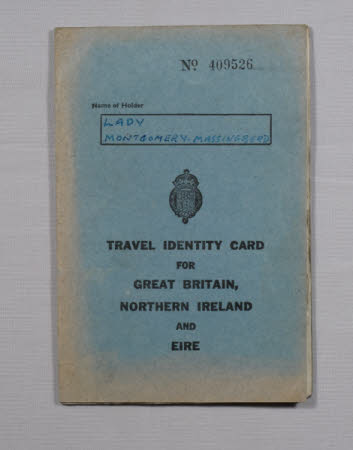 No 409526
Name of Holder
LADY
MONTGOMERY-MASSINGBERD
TRAVEL IDENTITY CARD
FOR
GREAT BRITAIN,
NORTHERN IRELAND
AND
EIRE